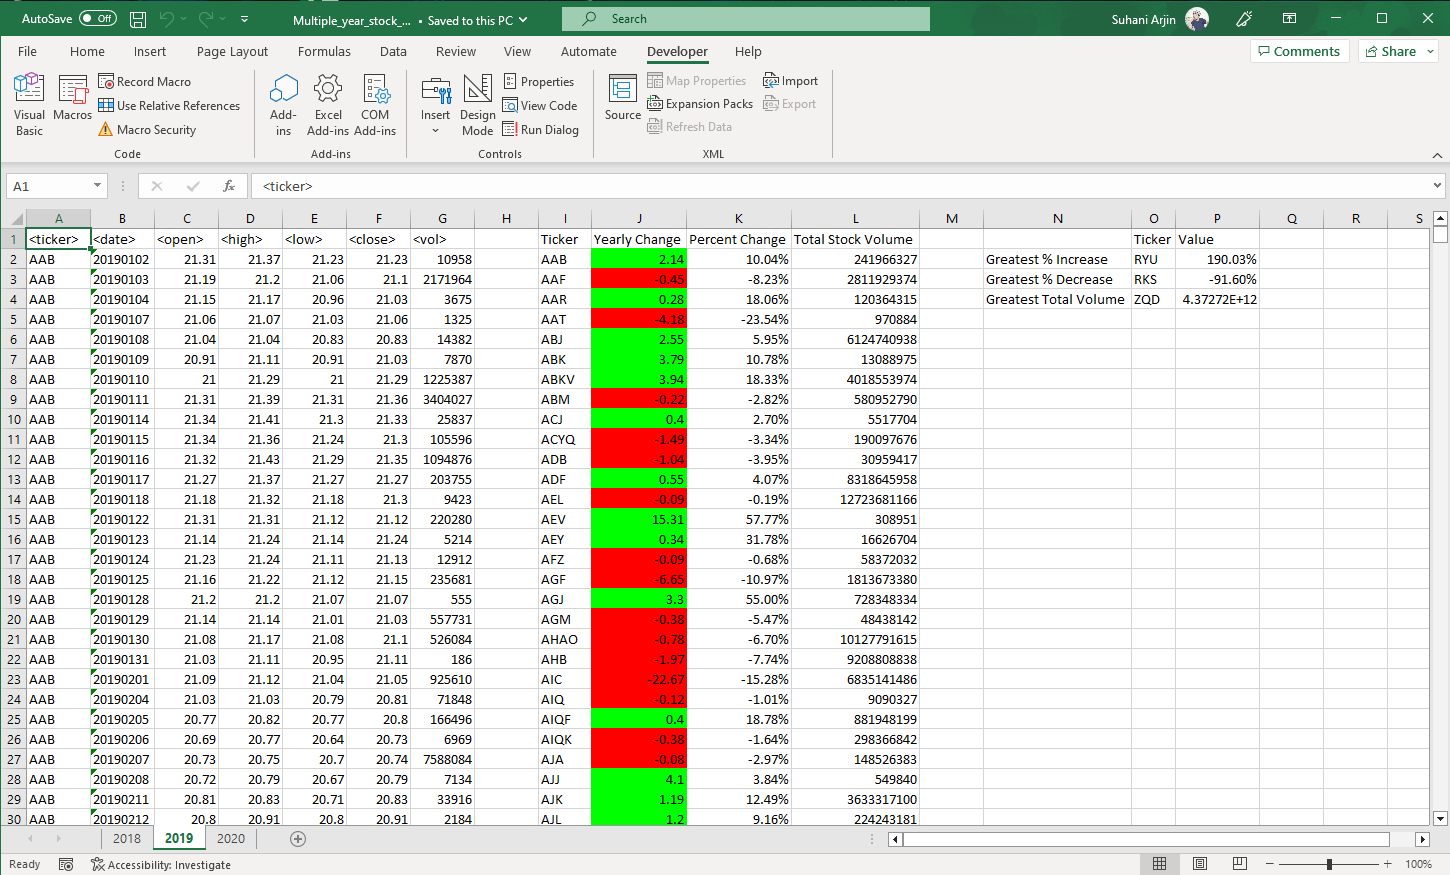 AutoSave Off Multiple_year_stock_... • Saved to this PC Search Suhani Arjin
File Home Insert Page Layout Formulas Data Review View Automate Developer Help Comments Share
Visual Basic Macros Record Macro Use Relative References Macro Security Code
Add-ins Excel Add-ins COM Add-ins Add-ins
Insert Design Mode Properties View Code Run Dialog Controls
Source Map Properties Expansion Packs Refresh Data Import Export XML
A1 fx <ticker>
A B C D E F G H I J K L M N O P Q R S
1 <ticker> <date> <open> <high> <low> <close> <vol> Ticker Yearly Change Percent Change Total Stock Volume Ticker Value
2 AAB 20190102 21.31 21.37 21.23 21.23 10958 AAB 2.14 10.04% 241966327 Greatest % Increase RYU 190.03%
3 AAB 20190103 21.19 21.2 21.06 21.1 2171964 AAF -0.45 -8.23% 2811929374 Greatest % Decrease RKS -91.60%
4 AAB 20190104 21.15 21.17 20.96 21.03 3675 AAR 0.28 18.06% 120364315 Greatest Total Volume ZQD 4.37272E+12
5 AAB 20190107 21.06 21.07 21.03 21.06 1325 AAT -4.18 -23.54% 970884
6 AAB 20190108 21.04 21.04 20.83 20.83 14382 ABJ 2.55 5.95% 6124740938
7 AAB 20190109 20.91 21.11 20.91 21.03 7870 ABK 3.79 10.78% 13088975
8 AAB 20190110 21 21.29 21 21.29 1225387 ABKV 3.94 18.33% 4018553974
9 AAB 20190111 21.31 21.39 21.31 21.36 3404027 ABM -0.22 -2.82% 580952790
10 AAB 20190114 21.34 21.41 21.3 21.33 25837 ACJ 0.4 2.70% 5517704
11 AAB 20190115 21.34 21.36 21.24 21.3 105596 ACYQ -1.49 -3.34% 190097676
12 AAB 20190116 21.32 21.43 21.29 21.35 1094876 ADB -1.04 -3.95% 30959417
13 AAB 20190117 21.27 21.37 21.27 21.27 203755 ADF 0.55 4.07% 8318645958
14 AAB 20190118 21.18 21.32 21.18 21.3 9423 AEL -0.09 -0.19% 12723681166
15 AAB 20190122 21.31 21.31 21.12 21.12 220280 AEV 15.31 57.77% 308951
16 AAB 20190123 21.14 21.24 21.14 21.24 5214 AEY 0.34 31.78% 16626704
17 AAB 20190124 21.23 21.24 21.11 21.13 12912 AFZ -0.09 -0.68% 58372032
18 AAB 20190125 21.16 21.22 21.12 21.15 235681 AGF -6.65 -10.97% 1813673380
19 AAB 20190128 21.2 21.2 21.07 21.07 555 AGJ 3.3 55.00% 728348334
20 AAB 20190129 21.14 21.14 21.01 21.03 557731 AGM -0.38 -5.47% 48438142
21 AAB 20190130 21.08 21.17 21.08 21.1 526084 AHAO -0.78 -6.70% 10127791615
22 AAB 20190131 21.03 21.11 20.95 21.11 186 AHB -1.97 -7.74% 9208808838
23 AAB 20190201 21.09 21.12 21.04 21.05 925610 AIC -22.67 -15.28% 6835141486
24 AAB 20190204 21.03 21.03 20.79 20.81 71848 AIQ -0.12 -1.01% 9090327
25 AAB 20190205 20.77 20.82 20.77 20.8 166496 AIQF 0.4 18.78% 881948199
26 AAB 20190206 20.69 20.77 20.64 20.73 6969 AIQK -0.38 -1.64% 298366842
27 AAB 20190207 20.73 20.75 20.7 20.74 7588084 AJA -0.08 -2.97% 148526383
28 AAB 20190208 20.72 20.79 20.67 20.79 7134 AJJ 4.1 3.84% 549840
29 AAB 20190211 20.81 20.83 20.71 20.83 33916 AJK 1.19 12.49% 3633317100
30 AAB 20190212 20.8 20.91 20.8 20.91 2184 AJL 1.2 9.16% 224243181
2018 2019 2020
Ready Accessibility: Investigate 100%